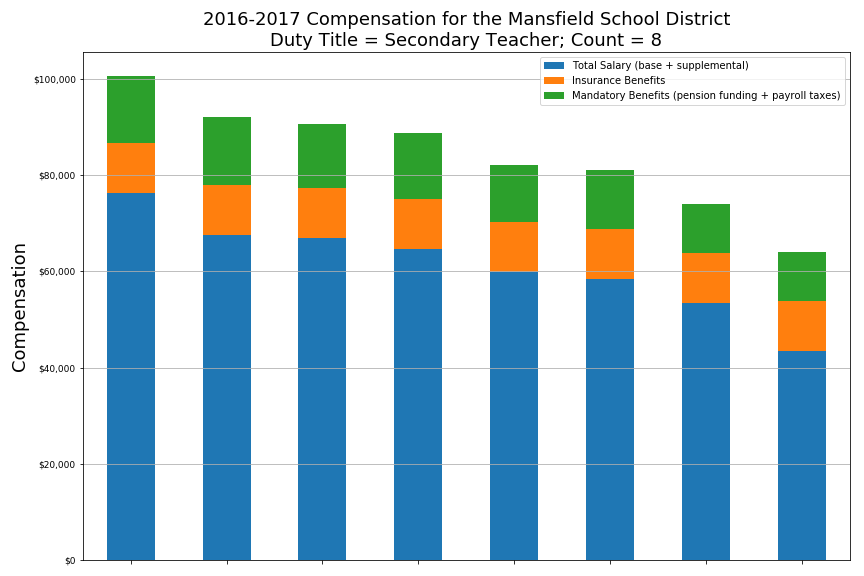 2016-2017 Compensation for the Mansfield School District
Duty Title = Secondary Teacher; Count = 8
Total Salary (base + supplemental)
Insurance Benefits
Mandatory Benefits (pension funding + payroll taxes)
Compensation
$100,000
$80,000
$60,000
$40,000
$20,000
$0